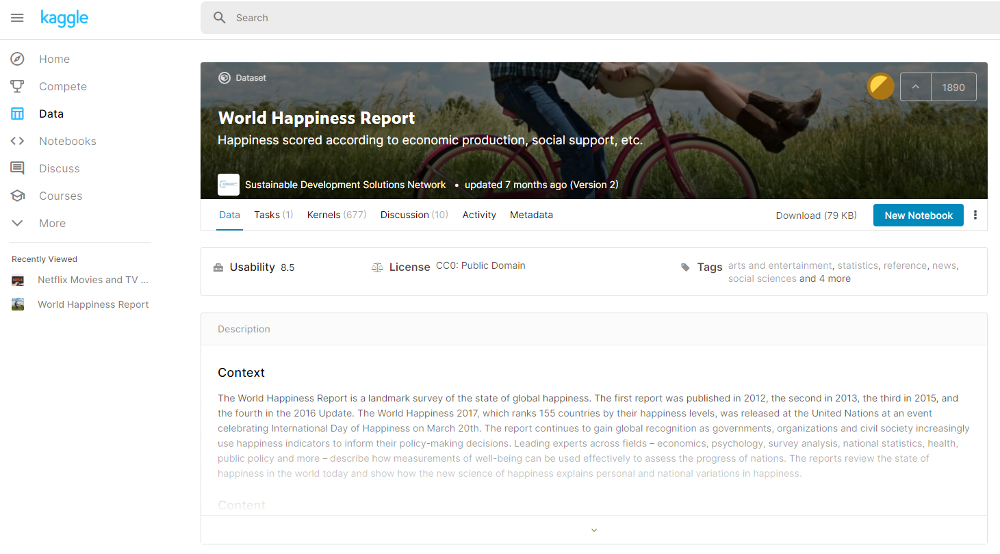 kaggle
Search
Home
Compete
Data
Notebooks
Discuss
Courses
More
Recently Viewed
Netflix Movies and TV ...
World Happiness Report
Dataset
1890
World Happiness Report
Happiness scored according to economic production, social support, etc.
Sustainable Development Solutions Network • updated 7 months ago (Version 2)
Data Tasks (1) Kernels (677) Discussion (10) Activity Metadata Download (79 KB) New Notebook
Usability 8.5 License CC0: Public Domain Tags arts and entertainment, statistics, reference, news,
social sciences and 4 more
Description
Context
The World Happiness Report is a landmark survey of the state of global happiness. The first report was published in 2012, the second in 2013, the third in 2015, and
the fourth in the 2016 Update. The World Happiness 2017, which ranks 155 countries by their happiness levels, was released at the United Nations at an event
celebrating International Day of Happiness on March 20th. The report continues to gain global recognition as governments, organizations and civil society increasingly
use happiness indicators to inform their policy-making decisions. Leading experts across fields – economics, psychology, survey analysis, national statistics, health,
public policy and more – describe how measurements of well-being can be used effectively to assess the progress of nations. The reports review the state of
happiness in the world today and show how the new science of happiness explains personal and national variations in happiness.
Content